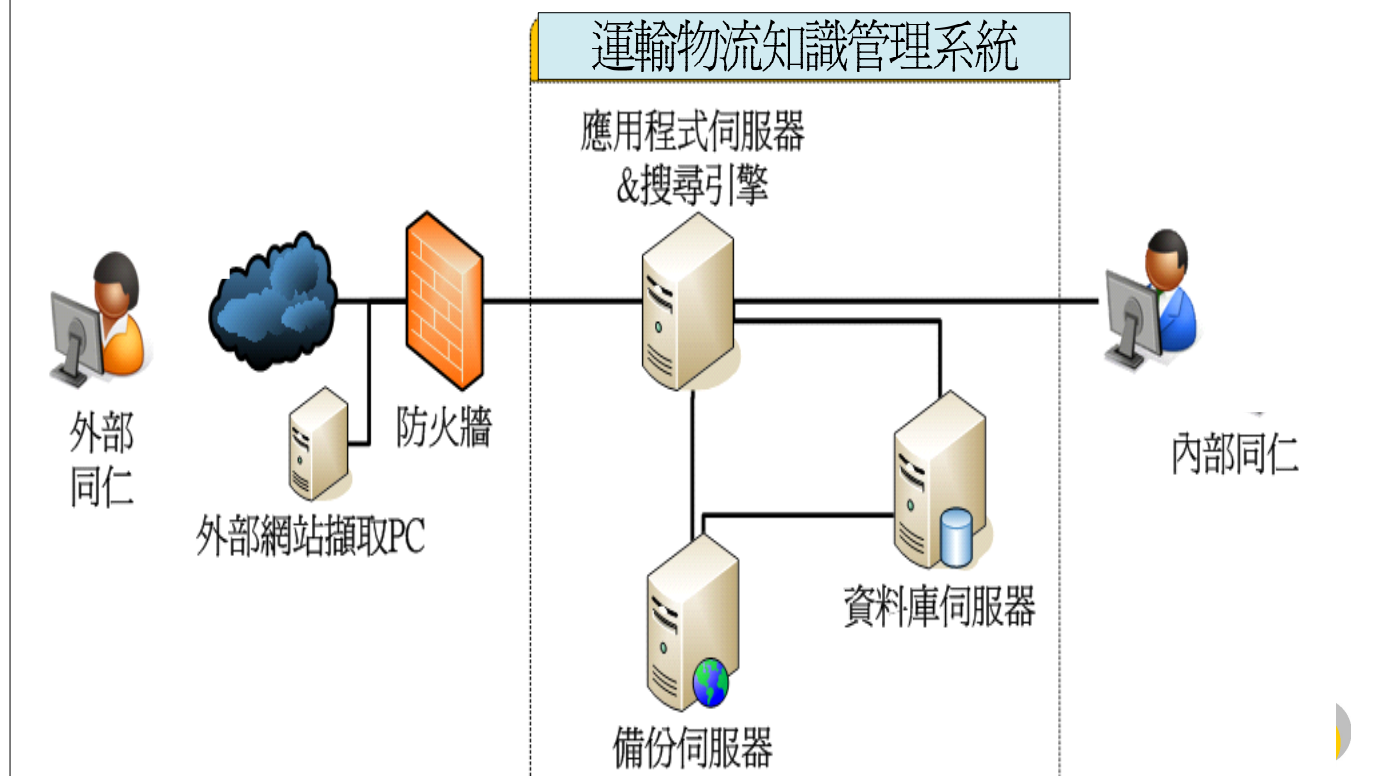 運輸物流知識管理系統
應用程式伺服器
&搜尋引擎
外部
同仁
防火牆
外部網站擷取PC
內部同仁
資料庫伺服器
備份伺服器